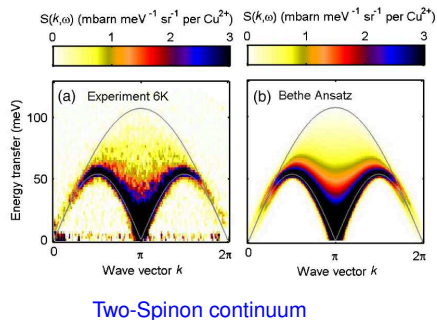 S(k,ω) (mbarn meV⁻¹ sr⁻¹ per Cu²⁺)
0 1 2 3
S(k,ω) (mbarn meV⁻¹ sr⁻¹ per Cu²⁺)
0 1 2 3
Energy transfer (meV)
100
50
0
(a) Experiment 6K
0 π 2π
Wave vector k
(b) Bethe Ansatz
0 π 2π
Wave vector k
Two-Spinon continuum